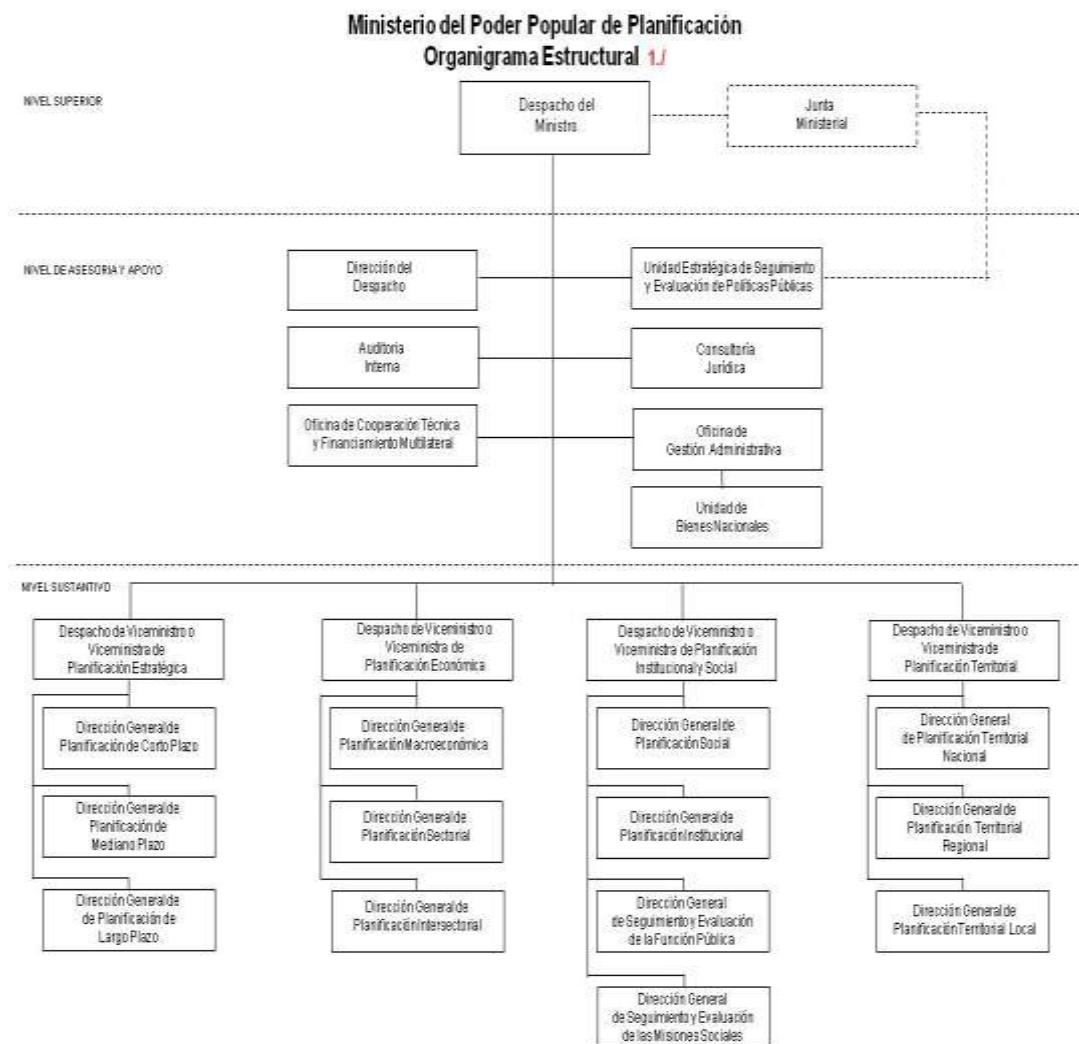 Ministerio del Poder Popular de Planificación
Organigrama Estructural 1./
NIVEL SUPERIOR
Despacho del
Ministro
Junta
Ministerial
NIVEL DE ASESORIA Y APOYO
Dirección del
Despacho
Unidad Estratégica de Seguimiento
y Evaluación de Políticas Públicas
Auditoria
Interna
Consultoría
Jurídica
Oficina de Cooperación Técnica
y Financiamiento Multilateral
Oficina de
Gestión Administrativa
Unidad de
Bienes Nacionales
NIVEL SUSTANTIVO
Despacho de Viceministro o
Viceministra de
Planificación Estratégica
Despacho de Viceministro o
Viceministra de
Planificación Económica
Despacho de Viceministro o
Viceministra de Planificación
Institucional y Social
Despacho de Viceministro o
Viceministra de
Planificación Territorial
Dirección General de
Planificación de Corto Plazo
Dirección General de
Planificación Macroeconómica
Dirección General de
Planificación Social
Dirección General
de Planificación Territorial
Nacional
Dirección General de
Planificación de
Mediano Plazo
Dirección General de
Planificación Sectorial
Dirección General de
Planificación Institucional
Dirección General de
Planificación Territorial
Regional
Dirección General
de Planificación de
Largo Plazo
Dirección General de
Planificación Intersectorial
Dirección General
de Seguimiento y Evaluación
de la Función Pública
Dirección General de
Planificación Territorial Local
Dirección General
de Seguimiento y Evaluación
de las Misiones Sociales